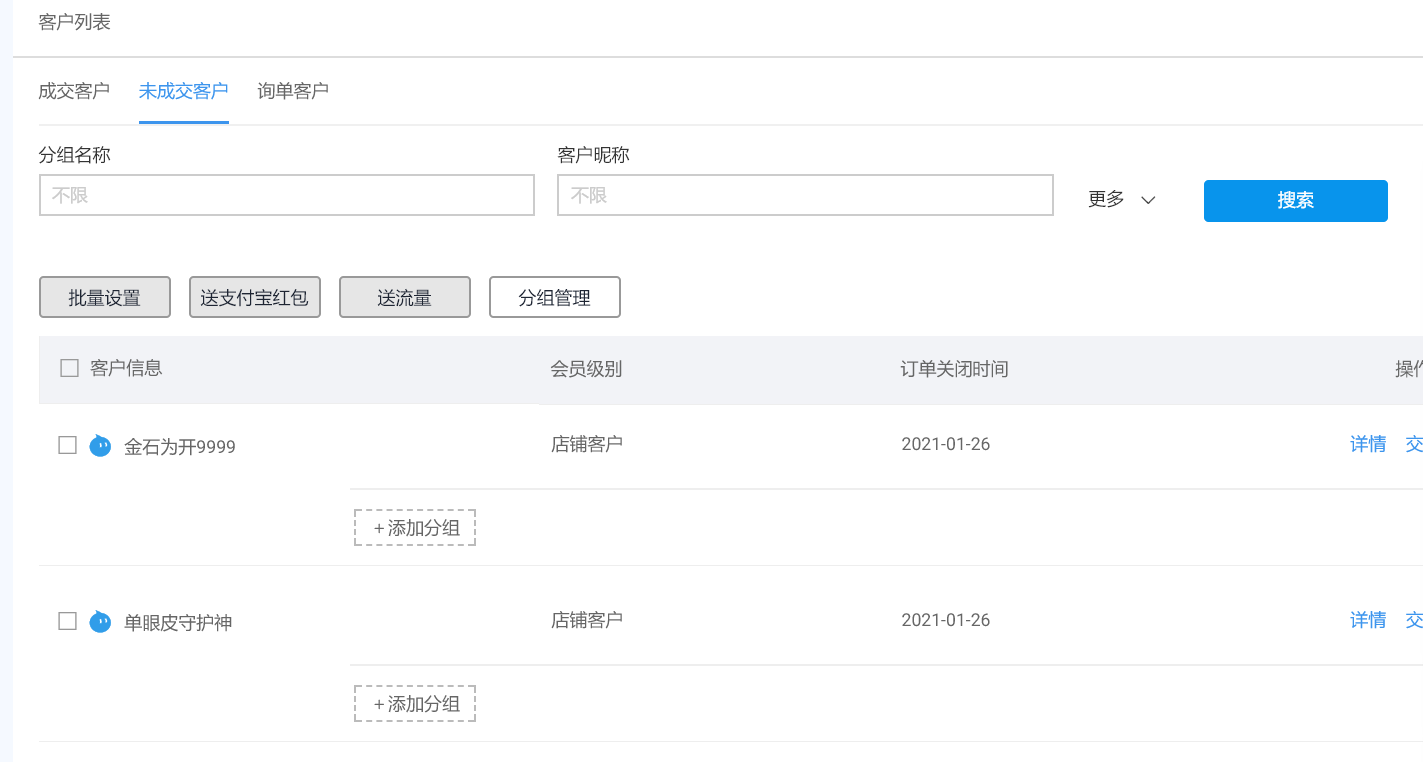 客户列表
成交客户 未成交客户 询单客户
分组名称 客户昵称
不限 不限 更多 搜索
批量设置 送支付宝红包 送流量 分组管理
客户信息 会员级别 订单关闭时间 操作
金石为开9999 店铺客户 2021-01-26 详情 交
+添加分组
单眼皮守护神 店铺客户 2021-01-26 详情 交
+添加分组